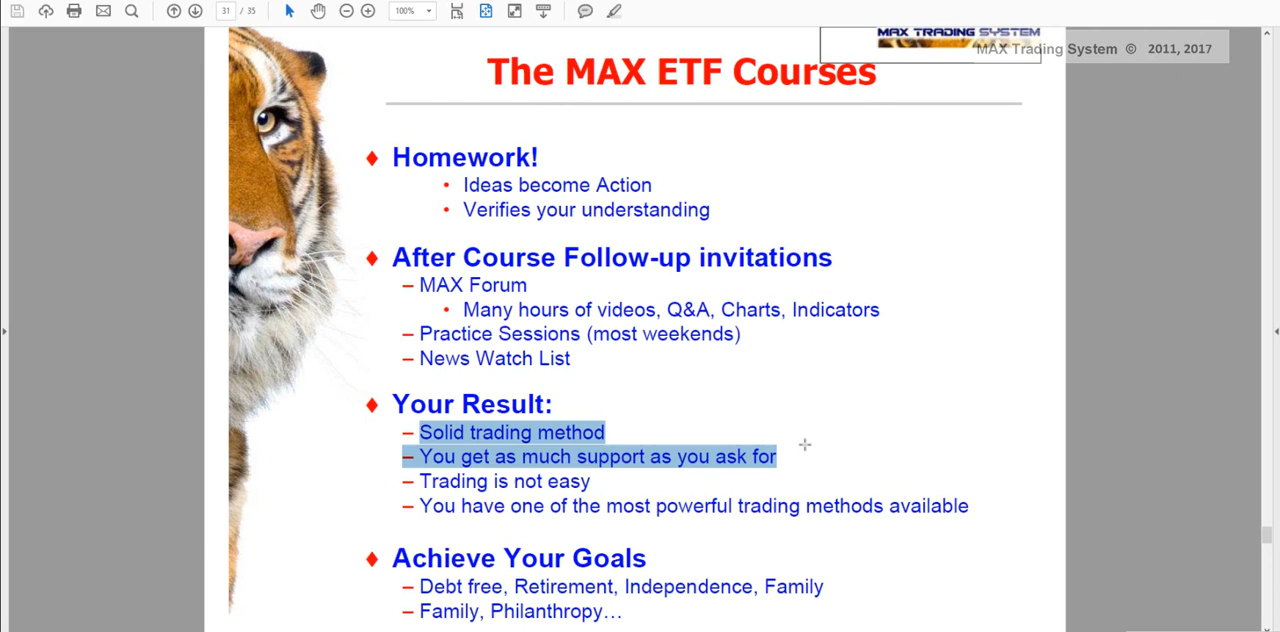 31 / 35
100%
MAX TRADING SYSTEM
MAX Trading System © 2011, 2017
The MAX ETF Courses
♦ Homework!
• Ideas become Action
• Verifies your understanding
♦ After Course Follow-up invitations
– MAX Forum
• Many hours of videos, Q&A, Charts, Indicators
– Practice Sessions (most weekends)
– News Watch List
♦ Your Result:
– Solid trading method
– You get as much support as you ask for
– Trading is not easy
– You have one of the most powerful trading methods available
♦ Achieve Your Goals
– Debt free, Retirement, Independence, Family
– Family, Philanthropy…